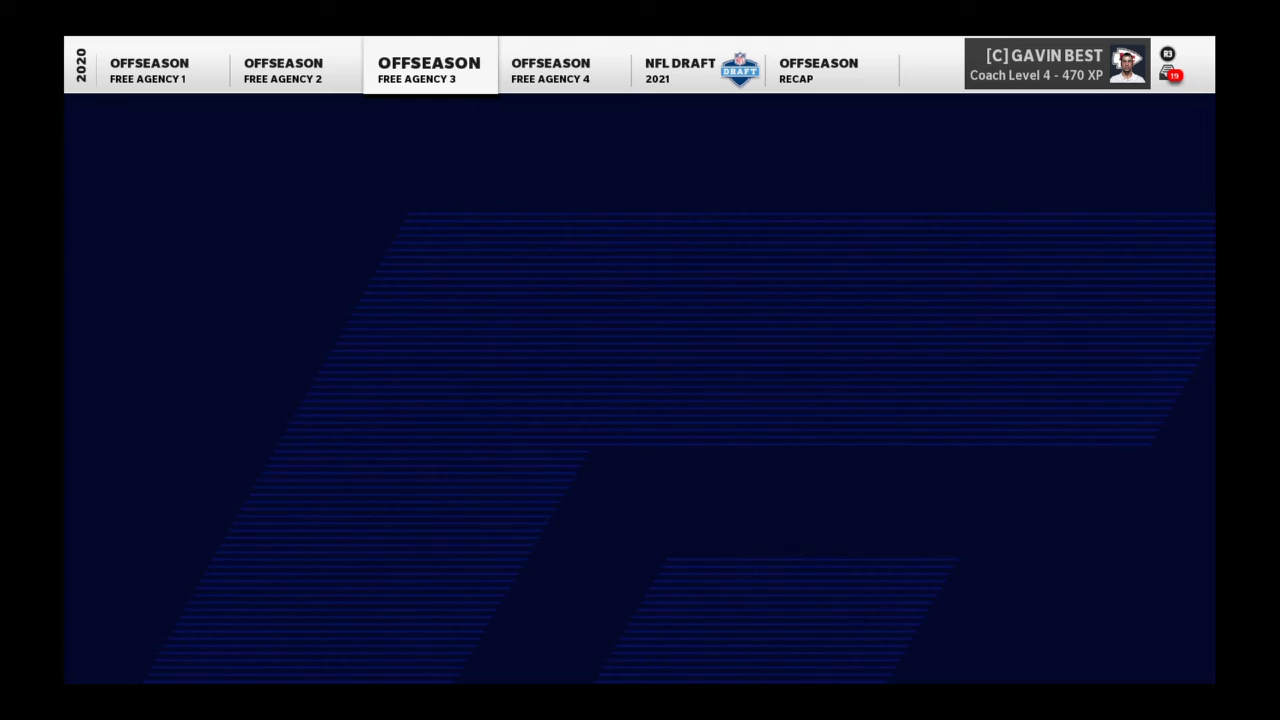 2020
OFFSEASON
FREE AGENCY 1
OFFSEASON
FREE AGENCY 2
OFFSEASON
FREE AGENCY 3
OFFSEASON
FREE AGENCY 4
NFL DRAFT
2021
DRAFT
OFFSEASON
RECAP
[C] GAVIN BEST
Coach Level 4 - 470 XP
R3
19